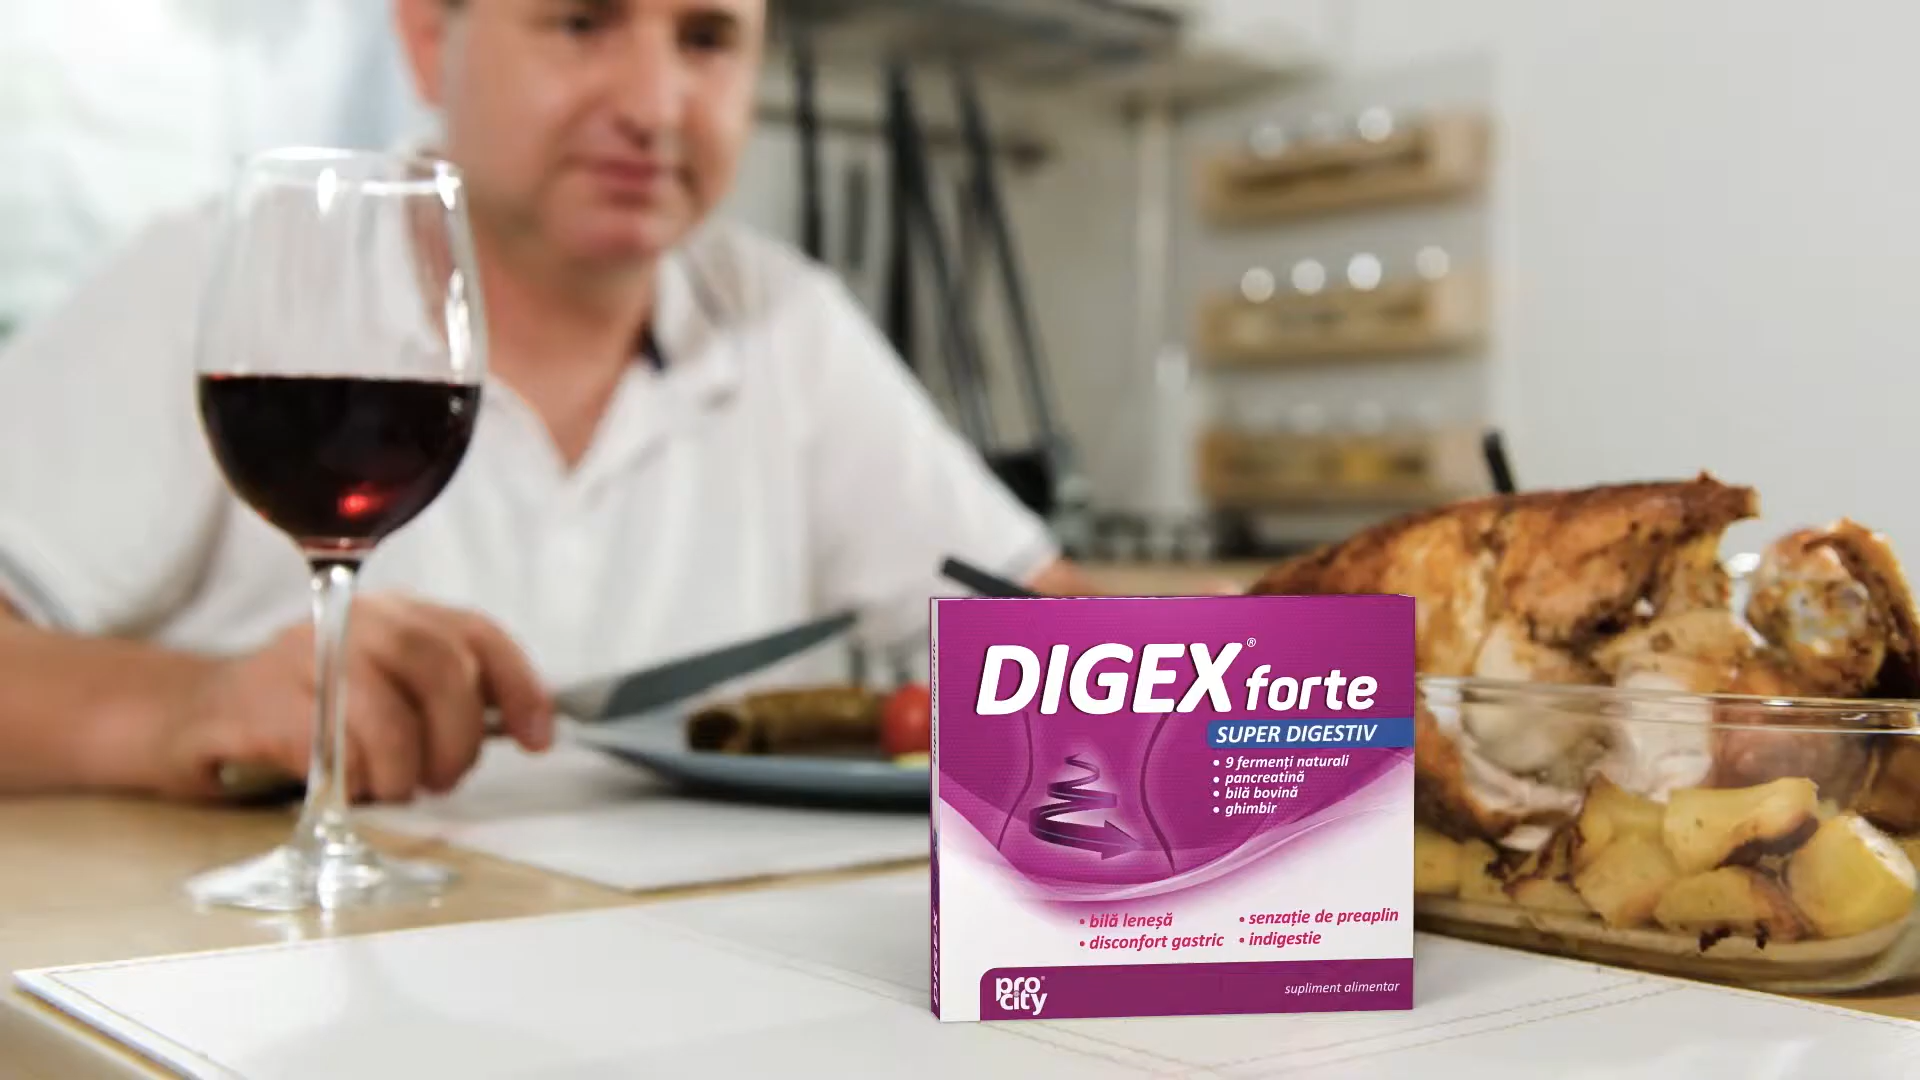 DIGEX® forte
SUPER DIGESTIV
• 9 fermenți naturali
• pancreatină
• bilă bovină
• ghimbir
• bilă leneșă
• disconfort gastric
• senzație de preaplin
• indigestie
pro city®
supliment alimentar
DIGEX